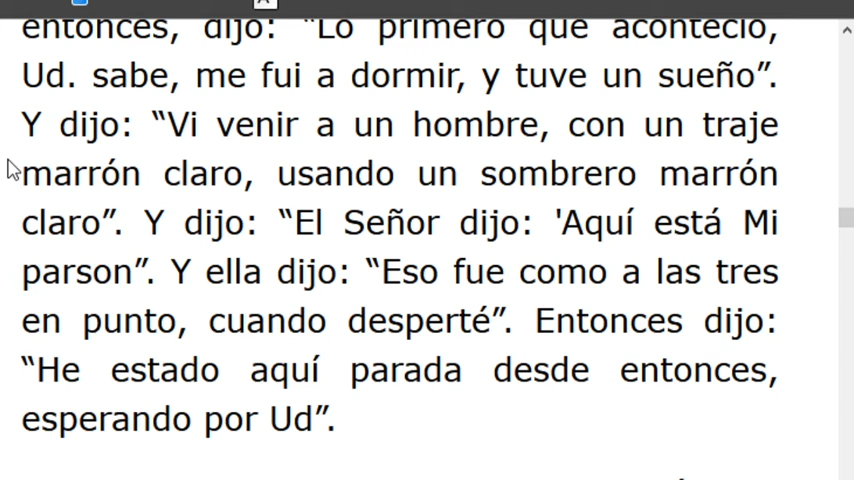 entonces, dijo: “Lo primero que aconteció,
Ud. sabe, me fui a dormir, y tuve un sueño”.
Y dijo: “Vi venir a un hombre, con un traje
marrón claro, usando un sombrero marrón
claro”. Y dijo: “El Señor dijo: 'Aquí está Mi
parson”. Y ella dijo: “Eso fue como a las tres
en punto, cuando desperté”. Entonces dijo:
“He estado aquí parada desde entonces,
esperando por Ud”.